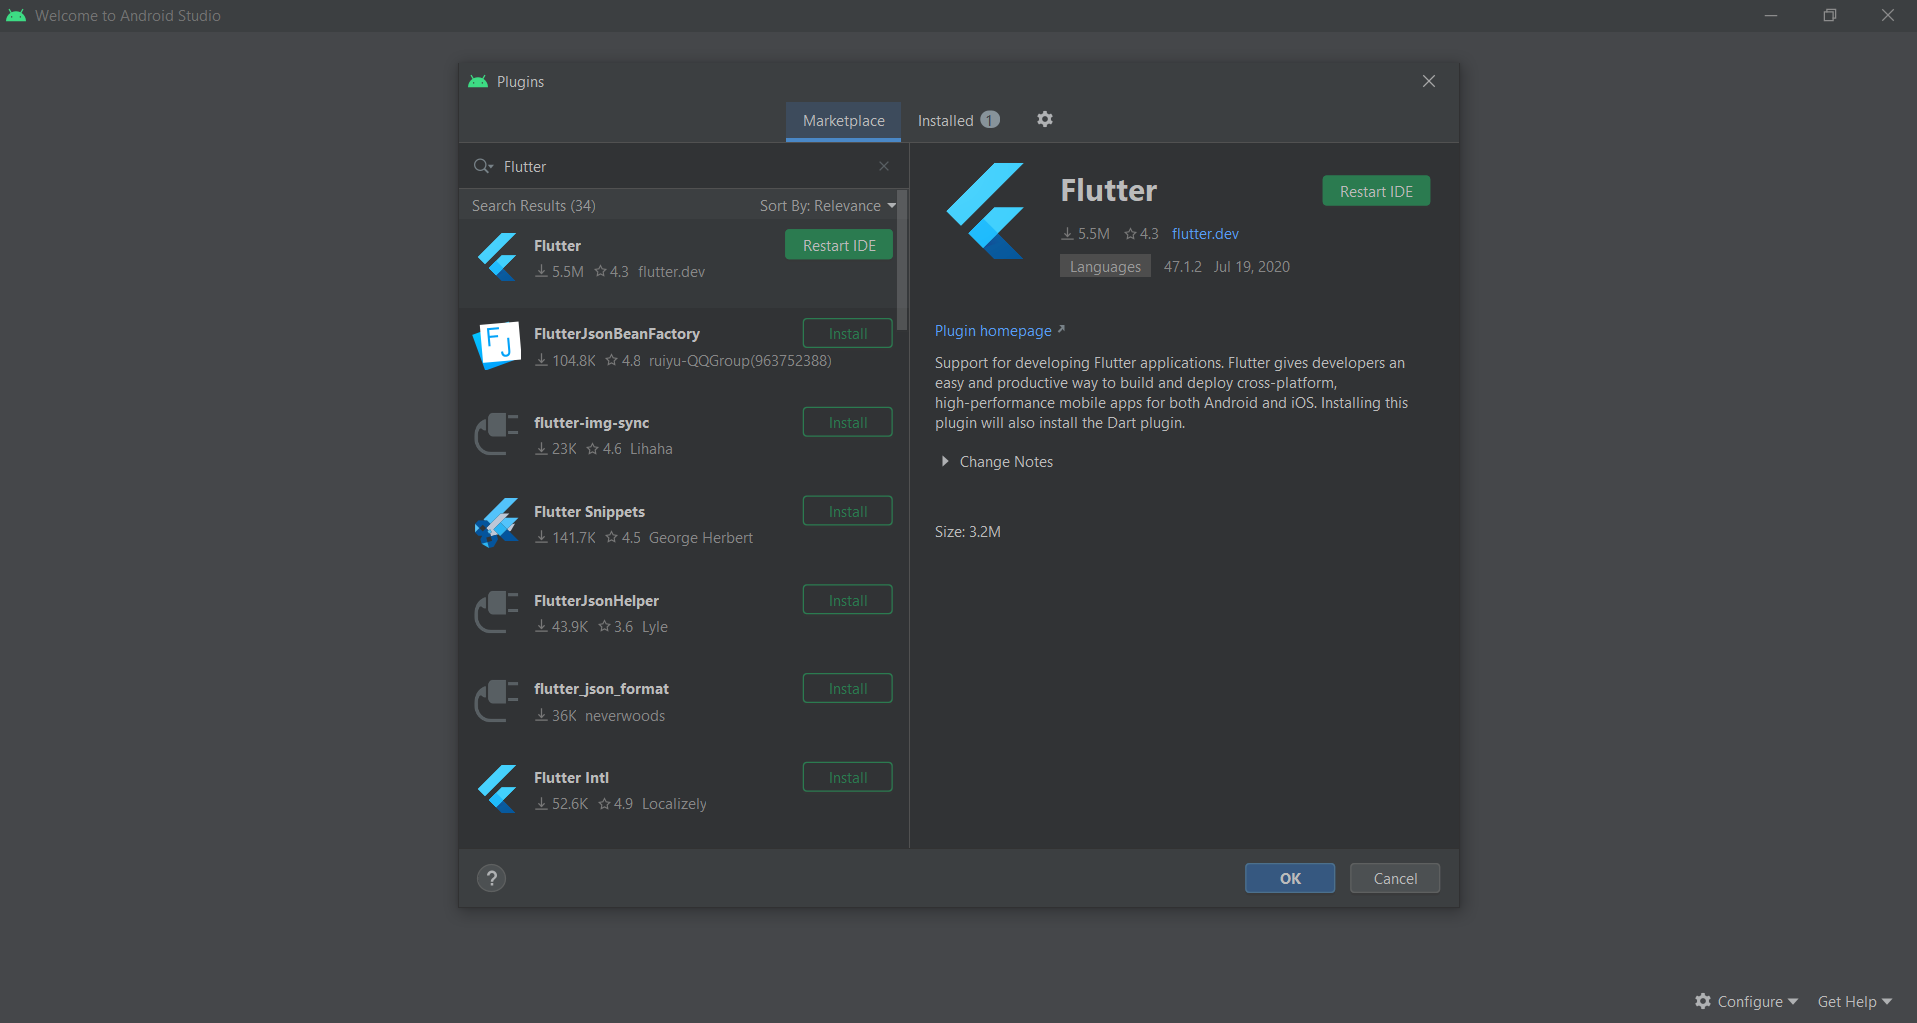 Welcome to Android Studio
Plugins
Marketplace
Installed 1
Flutter
Search Results (34)
Sort By: Relevance
Flutter
Restart IDE
5.5M 4.3 flutter.dev
FlutterJsonBeanFactory
Install
104.8K 4.8 ruiyu-QQGroup(963752388)
flutter-img-sync
Install
23K 4.6 Lihaha
Flutter Snippets
Install
141.7K 4.5 George Herbert
FlutterJsonHelper
Install
43.9K 3.6 Lyle
flutter_json_format
Install
36K neverwoods
Flutter Intl
Install
52.6K 4.9 Localizely
Flutter
Restart IDE
5.5M 4.3 flutter.dev
Languages 47.1.2 Jul 19, 2020
Plugin homepage
Support for developing Flutter applications. Flutter gives developers an
easy and productive way to build and deploy cross-platform,
high-performance mobile apps for both Android and iOS. Installing this
plugin will also install the Dart plugin.
Change Notes
Size: 3.2M
?
OK
Cancel
Configure
Get Help
F
J